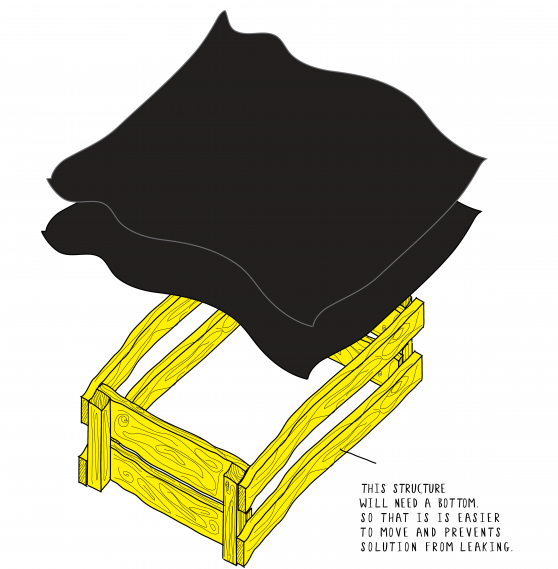 THIS STRUCTURE
WILL NEED A BOTTOM.
SO THAT IS IS EASIER
TO MOVE AND PREVENTS
SOLUTION FROM LEAKING.